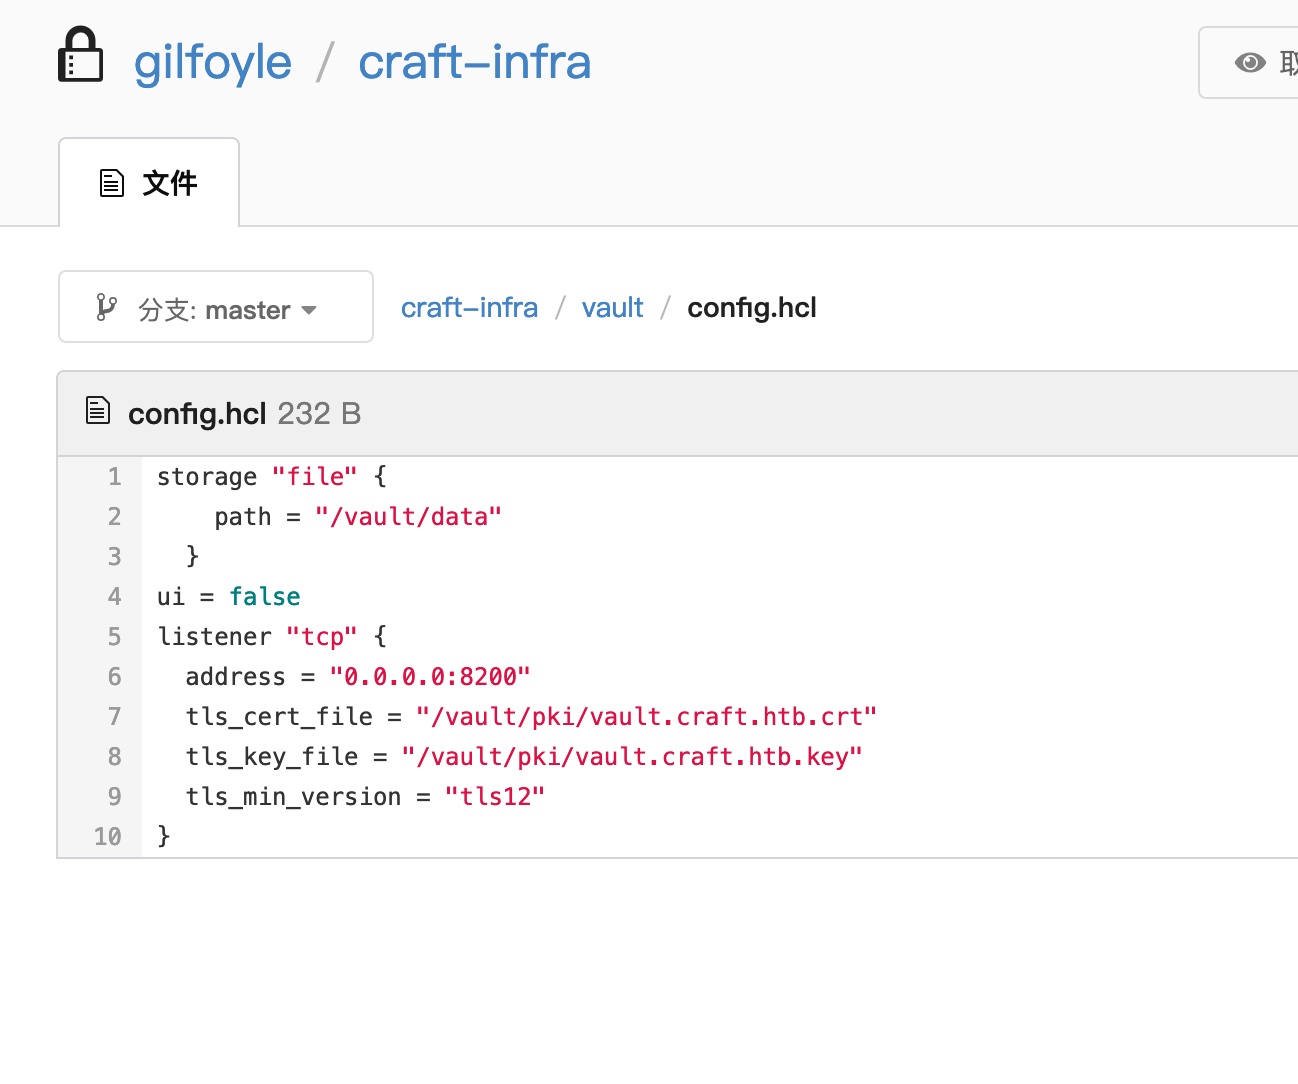 gilfoyle / craft-infra
取
文件
分支: master craft-infra / vault / config.hcl
config.hcl 232 B
1 storage "file" {
2     path = "/vault/data"
3   }
4 ui = false
5 listener "tcp" {
6   address = "0.0.0.0:8200"
7   tls_cert_file = "/vault/pki/vault.craft.htb.crt"
8   tls_key_file = "/vault/pki/vault.craft.htb.key"
9   tls_min_version = "tls12"
10 }